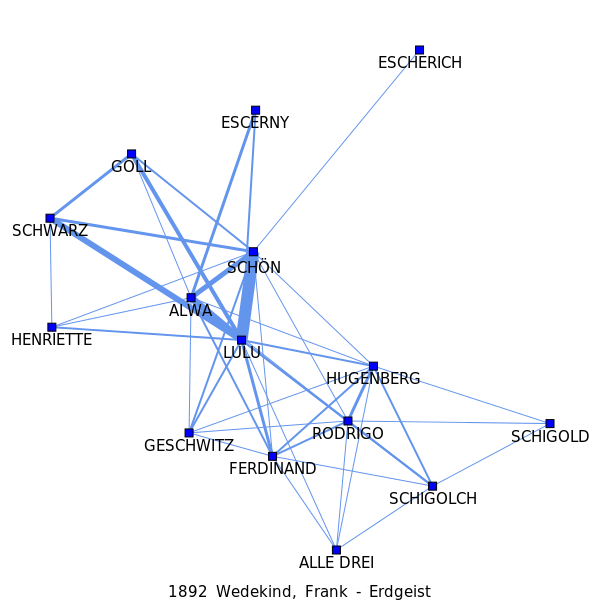 ESCHERICH
ESCERNY
GOLL
SCHWARZ
SCHÖN
ALWA
HENRIETTE
LULU
HUGENBERG
RODRIGO
SCHIGOLD
GESCHWITZ
FERDINAND
SCHIGOLCH
ALLE DREI
1892 Wedekind, Frank - Erdgeist